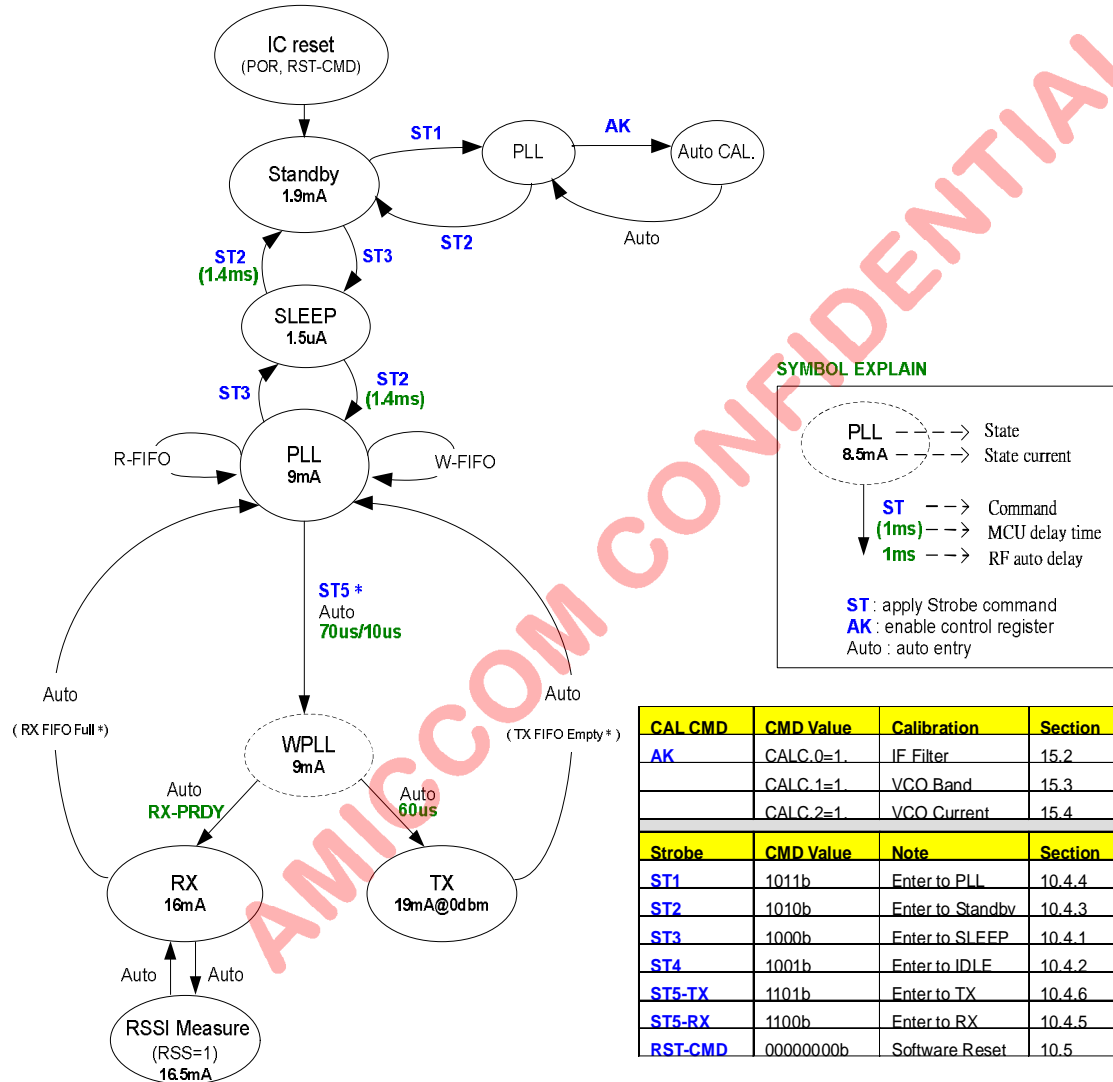 IC reset
(POR, RST-CMD)
ST1
AK
PLL
Auto CAL.
Standby
1.9mA
ST2
Auto
ST2
(1.4ms)
ST3
SLEEP
1.5uA
ST3
ST2
(1.4ms)
R-FIFO
PLL
9mA
W-FIFO
ST5 *
Auto
70us/10us
Auto
( RX FIFO Full *)
Auto
( TX FIFO Empty * )
WPLL
9mA
Auto
RX-PRDY
Auto
60us
RX
16mA
TX
19mA@0dbm
Auto
Auto
RSSI Measure
(RSS=1)
16.5mA
SYMBOL EXPLAIN
PLL
State
8.5mA
State current
ST
Command
(1ms)
MCU delay time
1ms
RF auto delay
ST : apply Strobe command
AK : enable control register
Auto : auto entry
CAL CMD CMD Value Calibration Section
AK CALC.0=1. IF Filter 15.2
CALC.1=1. VCO Band 15.3
CALC.2=1. VCO Current 15.4
Strobe CMD Value Note Section
ST1 1011b Enter to PLL 10.4.4
ST2 1010b Enter to Standby 10.4.3
ST3 1000b Enter to SLEEP 10.4.1
ST4 1001b Enter to IDLE 10.4.2
ST5-TX 1101b Enter to TX 10.4.6
ST5-RX 1100b Enter to RX 10.4.5
RST-CMD 00000000b Software Reset 10.5
AMICCOM CONFIDENTIAL